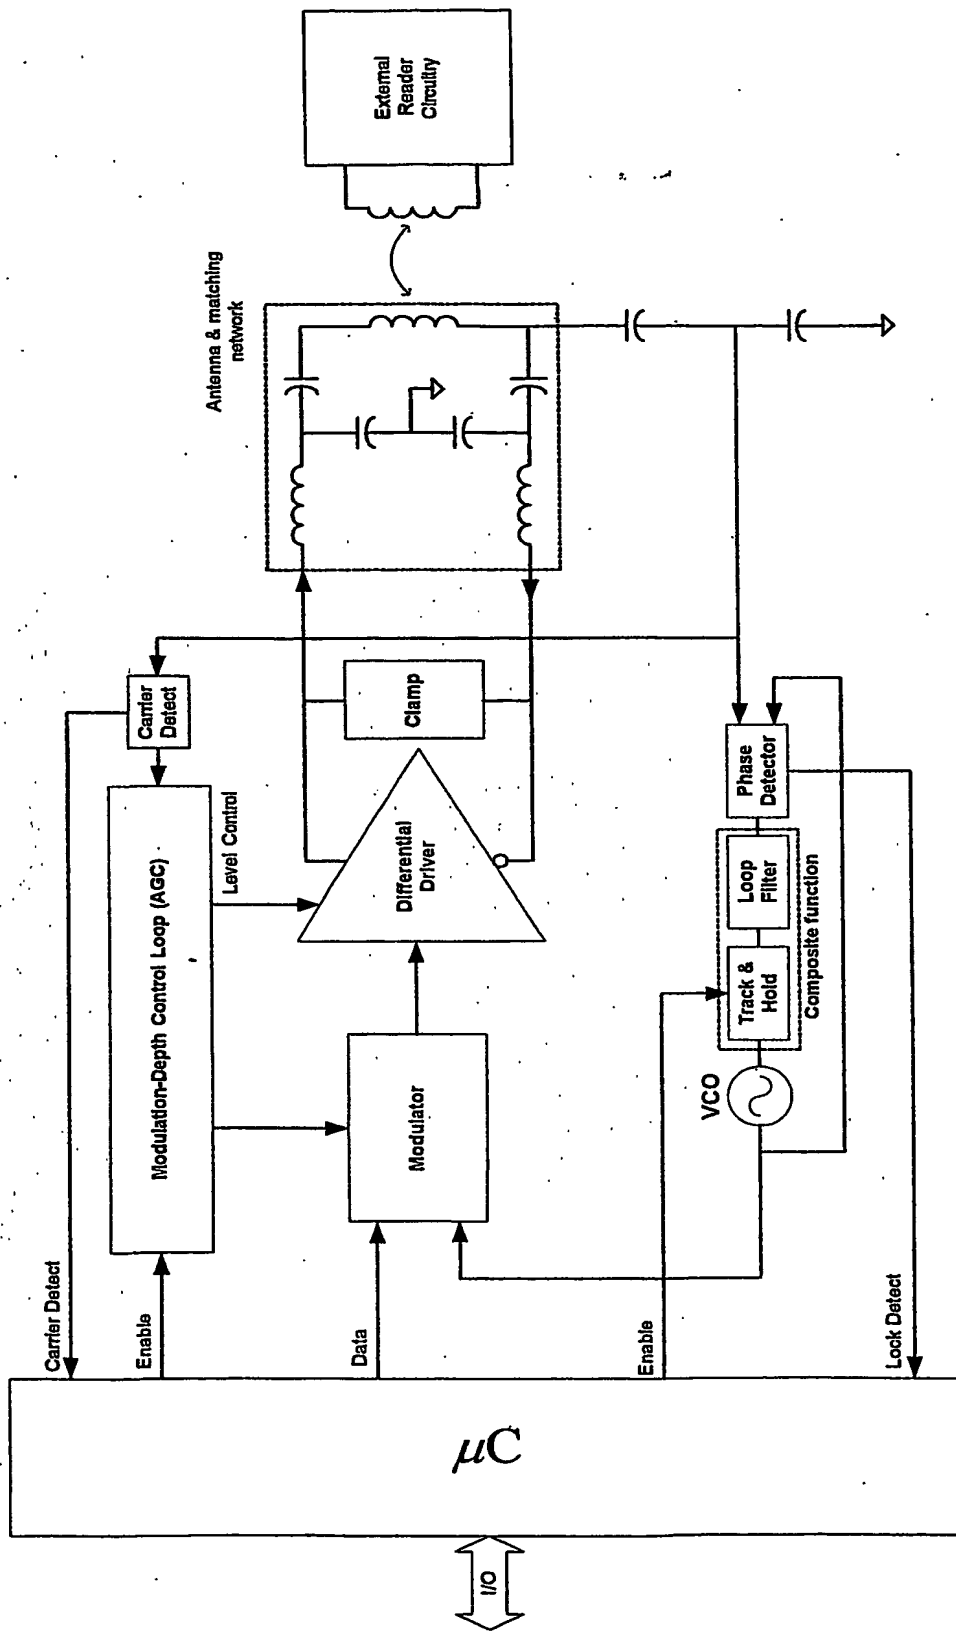 I/O
μC
Carrier Detect
Enable
Data
Enable
Lock Detect
Modulation-Depth Control Loop (AGC)
Carrier
Detect
Level Control
Modulator
Differential
Driver
Clamp
Antenna & matching
network
External
Reader
Circuitry
VCO
Track &
Hold
Loop
Filter
Composite function
Phase
Detector